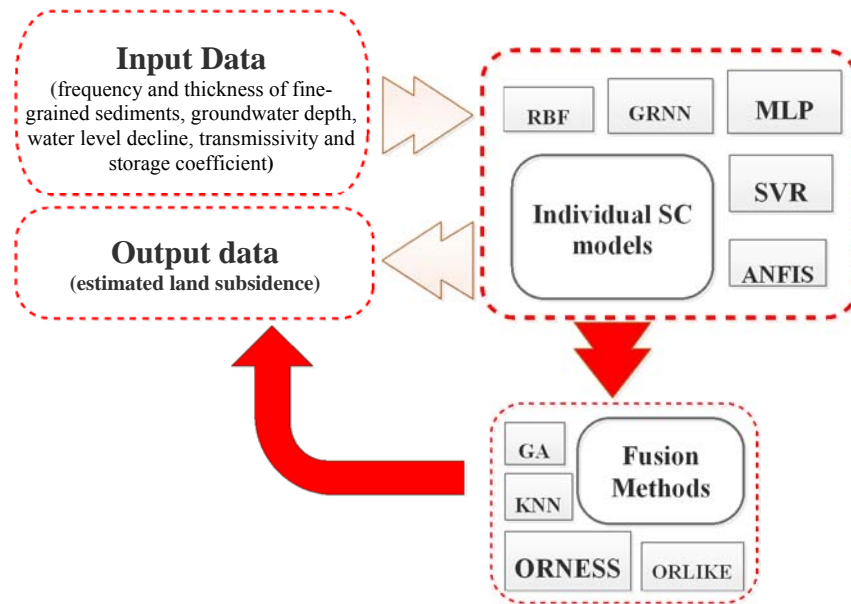 Input Data
(frequency and thickness of fine-
grained sediments, groundwater depth,
water level decline, transmissivity and
storage coefficient)
Output data
(estimated land subsidence)
RBF
GRNN
MLP
Individual SC
models
SVR
ANFIS
GA
KNN
Fusion
Methods
ORNESS
ORLIKE